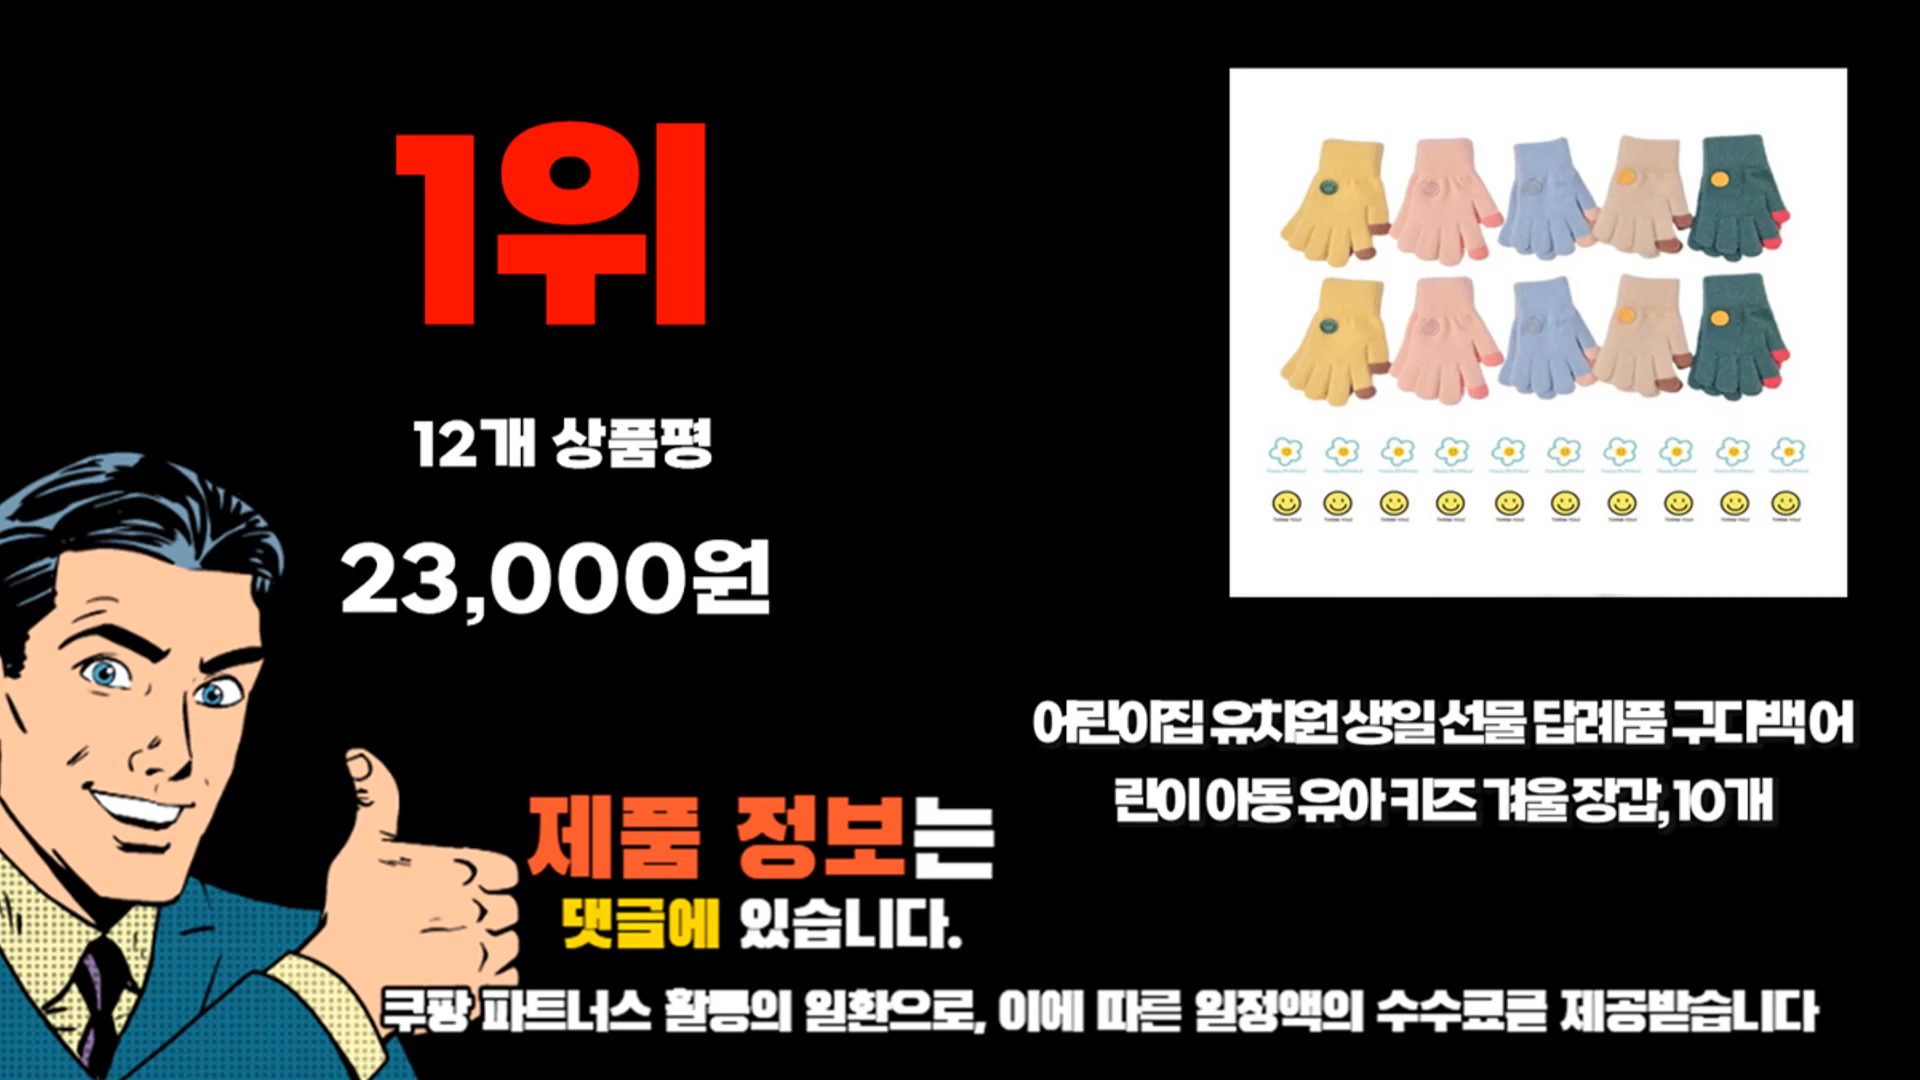 1위
12개 상품평
23,000원
어린이집 유치원 생일 선물 답례품 구디백 어
린이 아동 유아 키즈 겨울 장갑, 10개
제품 정보는
댓글에 있습니다.
쿠팡 파트너스 활동의 일환으로, 이에 따른 일정액의 수수료를 제공받습니다